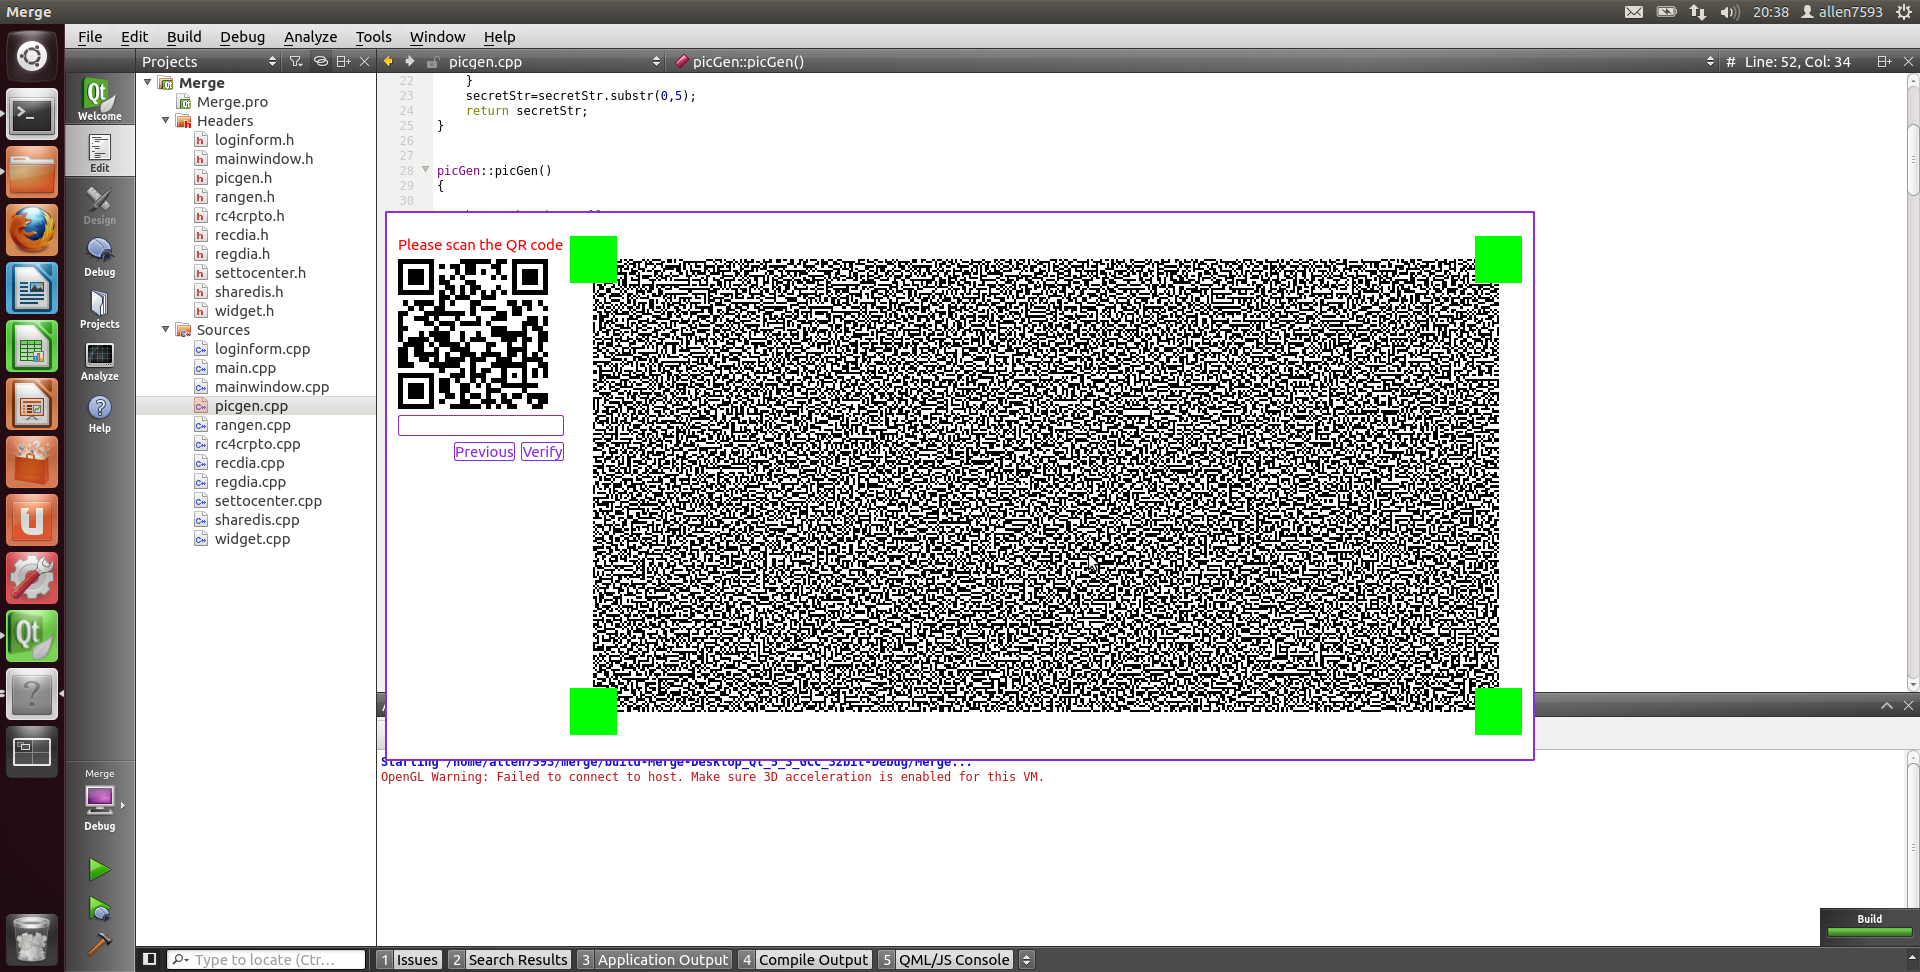 Merge
20:38
allen7593
File Edit Build Debug Analyze Tools Window Help
Projects
picgen.cpp
picGen::picGen()
# Line: 52, Col: 34
Qt
Welcome
Edit
Design
Debug
Projects
Analyze
Help
Merge
Debug
Merge
Merge.pro
Headers
loginform.h
mainwindow.h
picgen.h
rangen.h
rc4crpto.h
recdia.h
regdia.h
settocenter.h
sharedis.h
widget.h
Sources
loginform.cpp
main.cpp
mainwindow.cpp
picgen.cpp
rangen.cpp
rc4crpto.cpp
recdia.cpp
regdia.cpp
settocenter.cpp
sharedis.cpp
widget.cpp
22 }
23 secretStr=secretStr.substr(0,5);
24 return secretStr;
25 }
26
27
28 picGen::picGen()
29 {
30
Please scan the QR code
Previous Verify
Starting /home/allen7593/merge/build-Merge-Desktop_Qt_5_3_GCC_32bit-Debug/Merge...
OpenGL Warning: Failed to connect to host. Make sure 3D acceleration is enabled for this VM.
Build
Type to locate (Ctr...
1 Issues 2 Search Results 3 Application Output 4 Compile Output 5 QML/JS Console